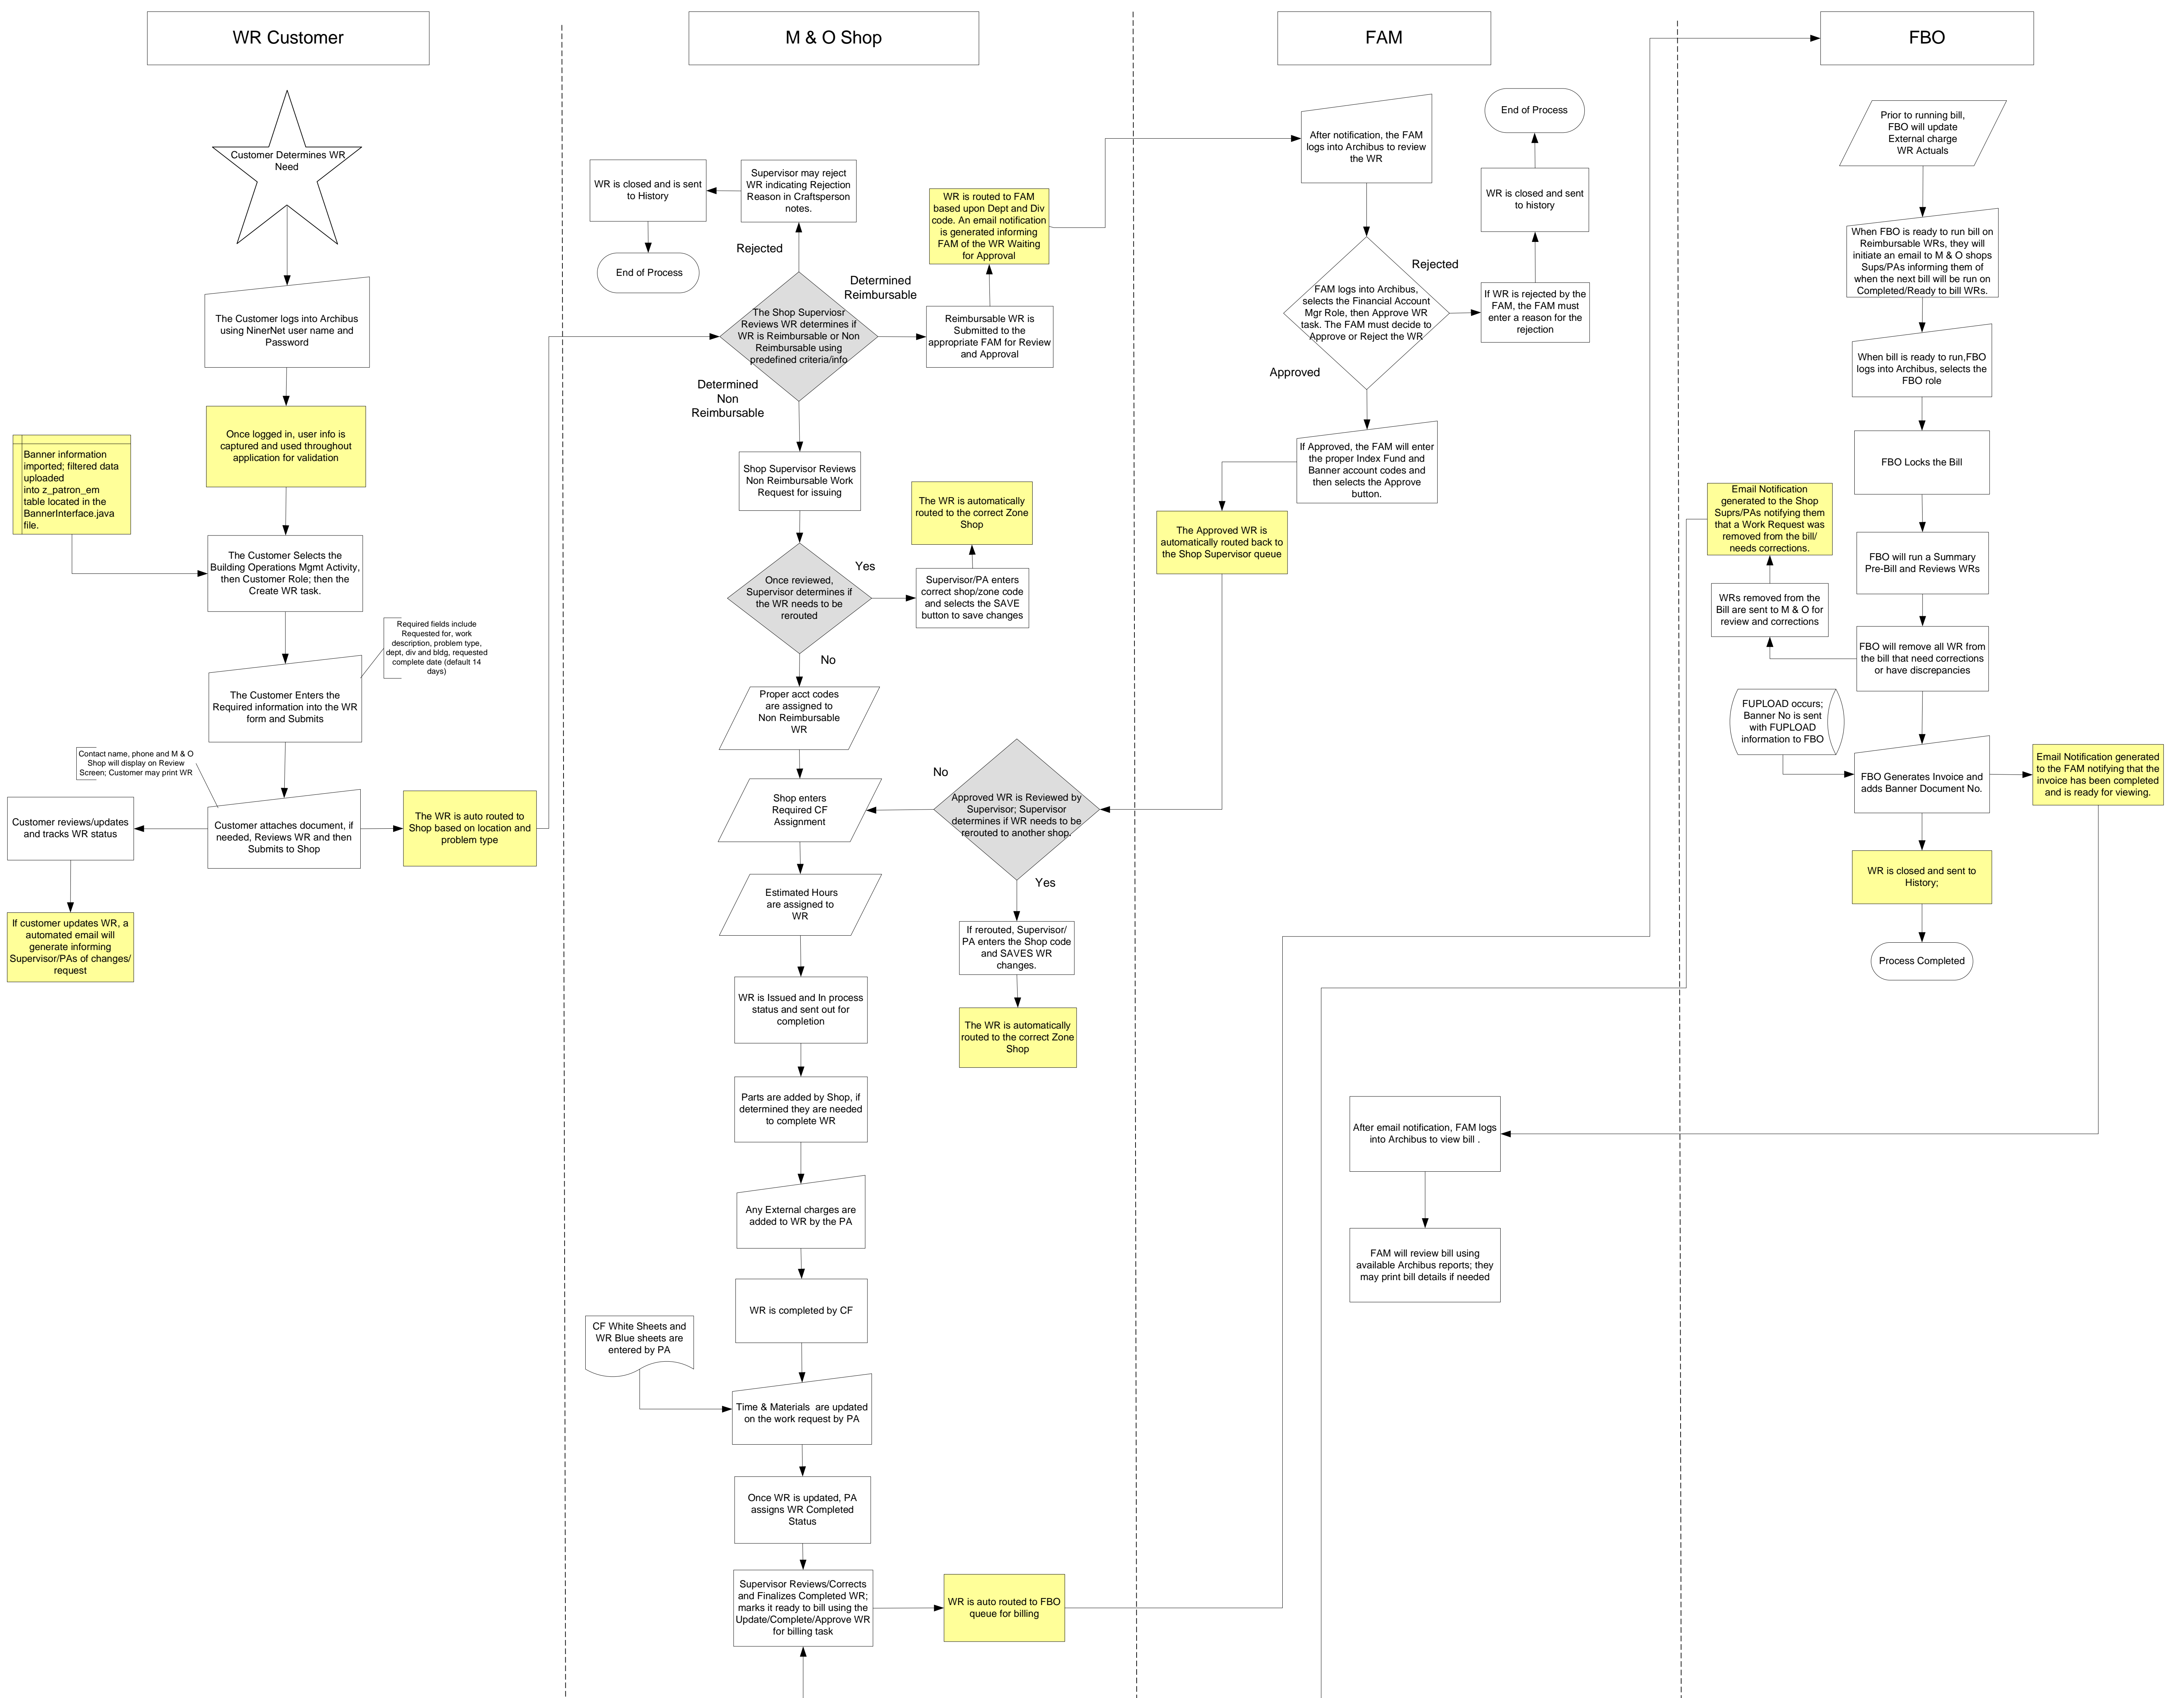 WR Customer
M & O Shop
FAM
FBO
Customer Determines WR
Need
The Customer logs into Archibus
using NinerNet user name and
Password
Once logged in, user info is
captured and used throughout
application for validation
Banner information
imported; filtered data
uploaded
into z_patron_em
table located in the
BannerInterface.java
file.
The Customer Selects the
Building Operations Mgmt Activity,
then Customer Role; then the
Create WR task.
Required fields include
Requested for, work
description, problem type,
dept, div and bldg, requested
complete date (default 14
days)
The Customer Enters the
Required information into the WR
form and Submits
Contact name, phone and M & O
Shop will display on Review
Screen; Customer may print WR
Customer attaches document, if
needed, Reviews WR and then
Submits to Shop
Customer reviews/updates
and tracks WR status
If customer updates WR, a
automated email will
generate informing
Supervisor/PAs of changes/
request
The WR is auto routed to
Shop based on location and
problem type
WR is closed and is sent
to History
End of Process
Supervisor may reject
WR indicating Rejection
Reason in Craftsperson
notes.
Rejected
The Shop Superviosr
Reviews WR determines if
WR is Reimbursable or Non
Reimbursable using
predefined criteria/info
Determined
Reimbursable
Reimbursable WR is
Submitted to the
appropriate FAM for Review
and Approval
WR is routed to FAM
based upon Dept and Div
code. An email notification
is generated informing
FAM of the WR Waiting
for Approval
Determined
Non
Reimbursable
Shop Supervisor Reviews
Non Reimbursable Work
Request for issuing
Once reviewed,
Supervisor determines if
the WR needs to be
rerouted
Yes
Supervisor/PA enters
correct shop/zone code
and selects the SAVE
button to save changes
The WR is automatically
routed to the correct Zone
Shop
No
Proper acct codes
are assigned to
Non Reimbursable
WR
Shop enters
Required CF
Assignment
No
Approved WR is Reviewed by
Supervisor; Supervisor
determines if WR needs to be
rerouted to another shop.
Yes
If rerouted, Supervisor/
PA enters the Shop code
and SAVES WR
changes.
The WR is automatically
routed to the correct Zone
Shop
Estimated Hours
are assigned to
WR
WR is Issued and In process
status and sent out for
completion
Parts are added by Shop, if
determined they are needed
to complete WR
Any External charges are
added to WR by the PA
WR is completed by CF
CF White Sheets and
WR Blue sheets are
entered by PA
Time & Materials  are updated
on the work request by PA
Once WR is updated, PA
assigns WR Completed
Status
Supervisor Reviews/Corrects
and Finalizes Completed WR;
marks it ready to bill using the
Update/Complete/Approve WR
for billing task
WR is auto routed to FBO
queue for billing
After notification, the FAM
logs into Archibus to review
the WR
FAM logs into Archibus,
selects the Financial Account
Mgr Role, then Approve WR
task. The FAM must decide to
Approve or Reject the WR
Rejected
If WR is rejected by the
FAM, the FAM must
enter a reason for the
rejection
WR is closed and sent
to history
End of Process
Approved
If Approved, the FAM will enter
the proper Index Fund and
Banner account codes and
then selects the Approve
button.
The Approved WR is
automatically routed back to
the Shop Supervisor queue
After email notification, FAM logs
into Archibus to view bill .
FAM will review bill using
available Archibus reports; they
may print bill details if needed
Prior to running bill,
FBO will update
External charge
WR Actuals
When FBO is ready to run bill on
Reimbursable WRs, they will
initiate an email to M & O shops
Sups/PAs informing them of
when the next bill will be run on
Completed/Ready to bill WRs.
When bill is ready to run,FBO
logs into Archibus, selects the
FBO role
FBO Locks the Bill
FBO will run a Summary
Pre-Bill and Reviews WRs
FBO will remove all WR from
the bill that need corrections
or have discrepancies
WRs removed from the
Bill are sent to M & O for
review and corrections
Email Notification
generated to the Shop
Suprs/PAs notifying them
that a Work Request was
removed from the bill/
needs corrections.
FUPLOAD occurs;
Banner No is sent
with FUPLOAD
information to FBO
FBO Generates Invoice and
adds Banner Document No.
Email Notification generated
to the FAM notifying that the
invoice has been completed
and is ready for viewing.
WR is closed and sent to
History;
Process Completed